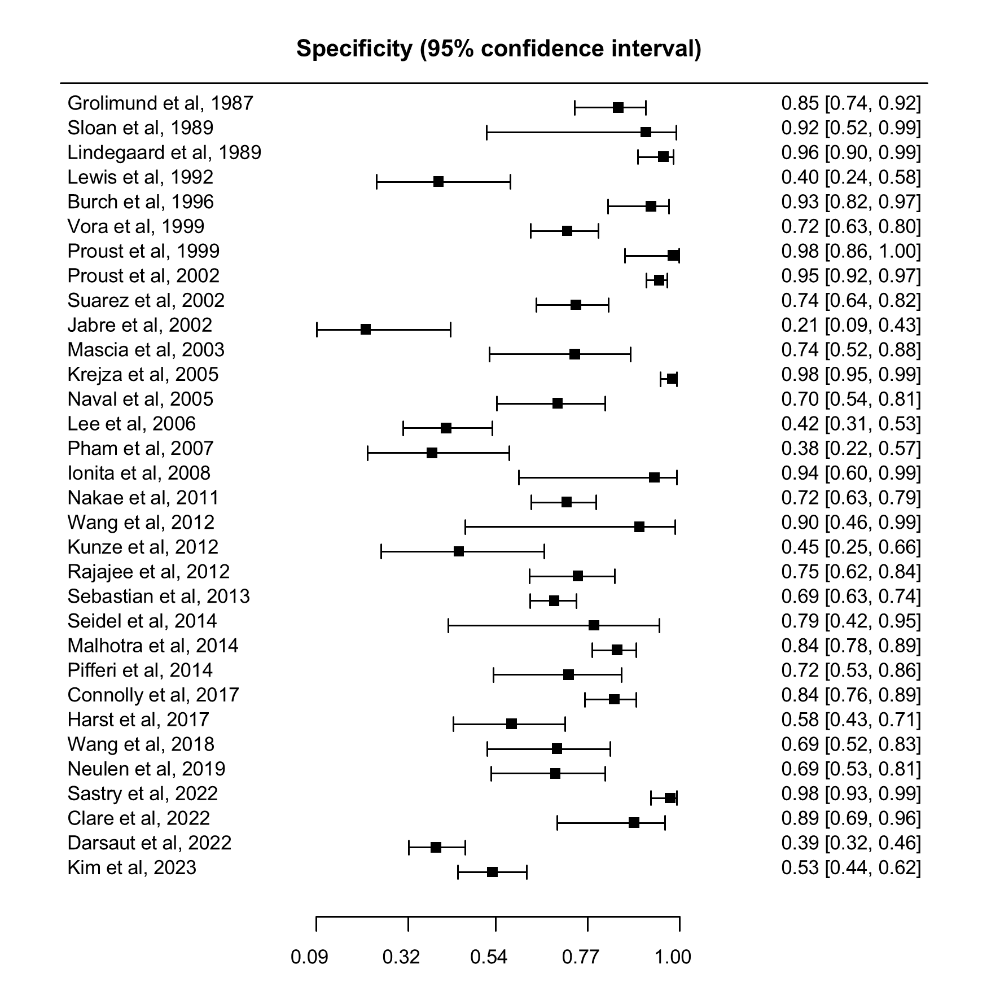 Specificity (95% confidence interval)
Grolimund et al, 1987 0.85 [0.74, 0.92]
Sloan et al, 1989 0.92 [0.52, 0.99]
Lindegaard et al, 1989 0.96 [0.90, 0.99]
Lewis et al, 1992 0.40 [0.24, 0.58]
Burch et al, 1996 0.93 [0.82, 0.97]
Vora et al, 1999 0.72 [0.63, 0.80]
Proust et al, 1999 0.98 [0.86, 1.00]
Proust et al, 2002 0.95 [0.92, 0.97]
Suarez et al, 2002 0.74 [0.64, 0.82]
Jabre et al, 2002 0.21 [0.09, 0.43]
Mascia et al, 2003 0.74 [0.52, 0.88]
Krejza et al, 2005 0.98 [0.95, 0.99]
Naval et al, 2005 0.70 [0.54, 0.81]
Lee et al, 2006 0.42 [0.31, 0.53]
Pham et al, 2007 0.38 [0.22, 0.57]
Ionita et al, 2008 0.94 [0.60, 0.99]
Nakae et al, 2011 0.72 [0.63, 0.79]
Wang et al, 2012 0.90 [0.46, 0.99]
Kunze et al, 2012 0.45 [0.25, 0.66]
Rajajee et al, 2012 0.75 [0.62, 0.84]
Sebastian et al, 2013 0.69 [0.63, 0.74]
Seidel et al, 2014 0.79 [0.42, 0.95]
Malhotra et al, 2014 0.84 [0.78, 0.89]
Pifferi et al, 2014 0.72 [0.53, 0.86]
Connolly et al, 2017 0.84 [0.76, 0.89]
Harst et al, 2017 0.58 [0.43, 0.71]
Wang et al, 2018 0.69 [0.52, 0.83]
Neulen et al, 2019 0.69 [0.53, 0.81]
Sastry et al, 2022 0.98 [0.93, 0.99]
Clare et al, 2022 0.89 [0.69, 0.96]
Darsaut et al, 2022 0.39 [0.32, 0.46]
Kim et al, 2023 0.53 [0.44, 0.62]
0.09 0.32 0.54 0.77 1.00